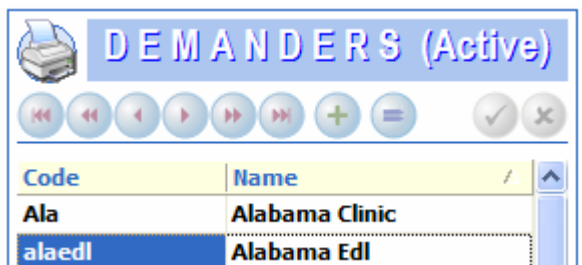 DEMANDERS (Active)
Code Name
Ala Alabama Clinic
alaedl Alabama Edl